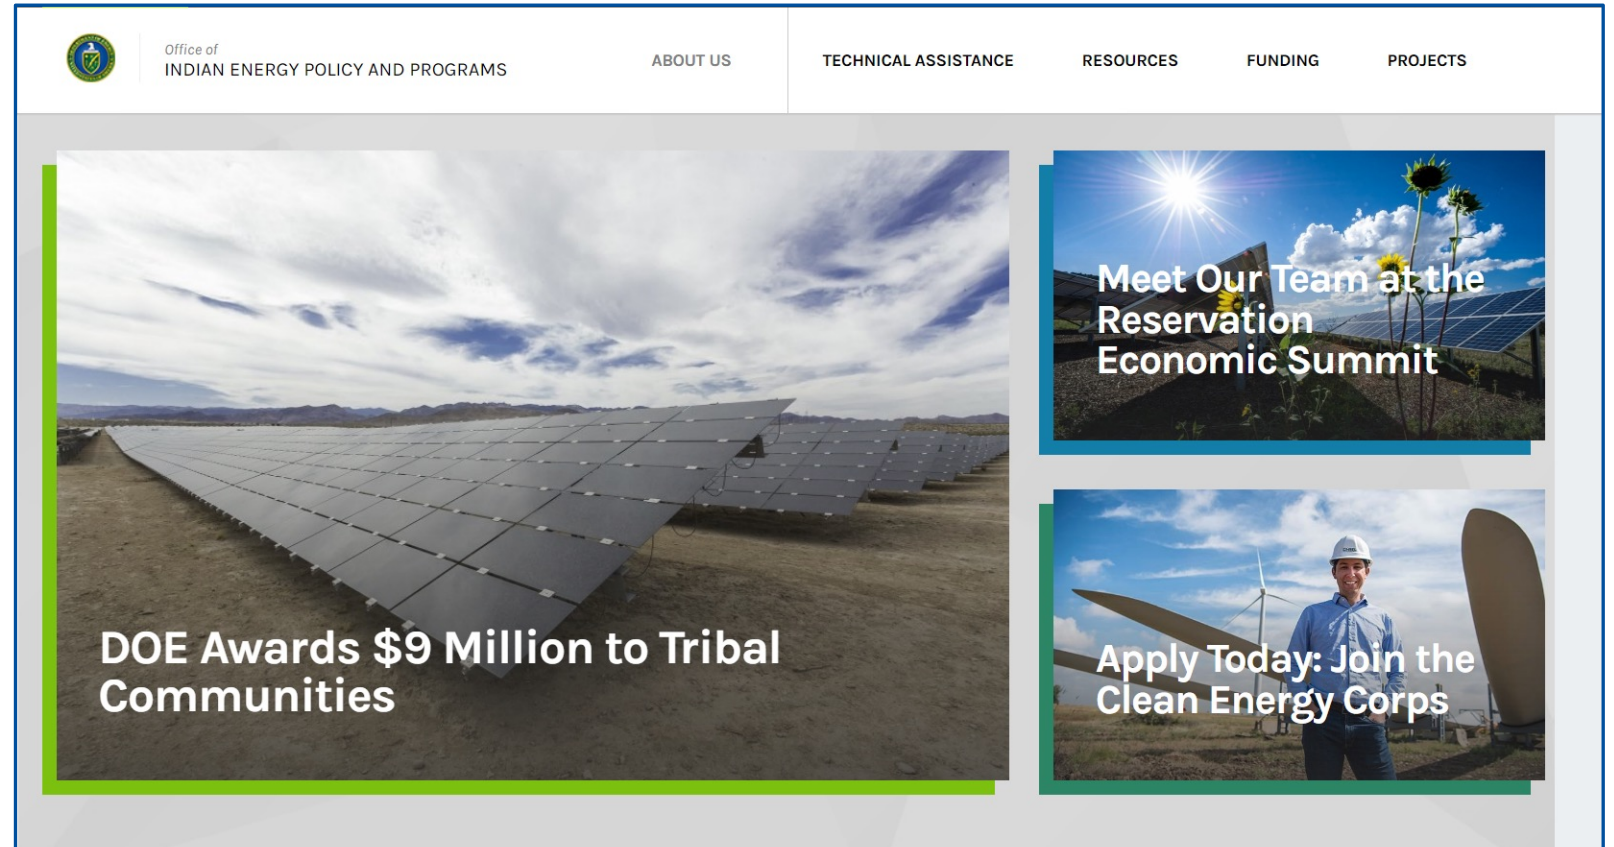 Office of
INDIAN ENERGY POLICY AND PROGRAMS
ABOUT US
TECHNICAL ASSISTANCE
RESOURCES
FUNDING
PROJECTS
DOE Awards $9 Million to Tribal
Communities
Meet Our Team at the
Reservation
Economic Summit
Apply Today: Join the
Clean Energy Corps